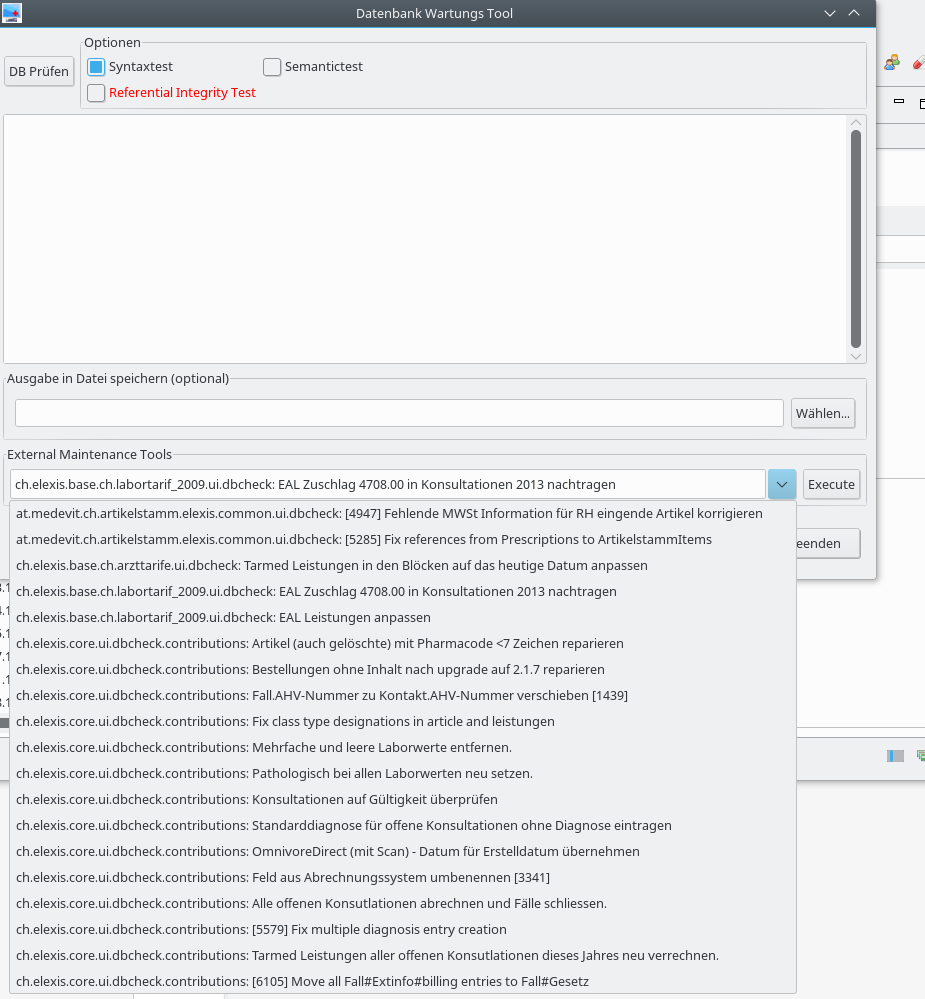 Datenbank Wartungs Tool
Optionen
DB Prüfen
Syntaxtest
Semantictest
Referential Integrity Test
Ausgabe in Datei speichern (optional)
Wählen...
External Maintenance Tools
ch.elexis.base.ch.labortarif_2009.ui.dbcheck: EAL Zuschlag 4708.00 in Konsultationen 2013 nachtragen
Execute
at.medevit.ch.artikelstamm.elexis.common.ui.dbcheck: [4947] Fehlende MWSt Information für RH eingende Artikel korrigieren
at.medevit.ch.artikelstamm.elexis.common.ui.dbcheck: [5285] Fix references from Prescriptions to ArtikelstammItems
eenden
ch.elexis.base.ch.arzttarife.ui.dbcheck: Tarmed Leistungen in den Blöcken auf das heutige Datum anpassen
ch.elexis.base.ch.labortarif_2009.ui.dbcheck: EAL Zuschlag 4708.00 in Konsultationen 2013 nachtragen
ch.elexis.base.ch.labortarif_2009.ui.dbcheck: EAL Leistungen anpassen
ch.elexis.core.ui.dbcheck.contributions: Artikel (auch gelöschte) mit Pharmacode <7 Zeichen reparieren
ch.elexis.core.ui.dbcheck.contributions: Bestellungen ohne Inhalt nach upgrade auf 2.1.7 reparieren
ch.elexis.core.ui.dbcheck.contributions: Fall.AHV-Nummer zu Kontakt.AHV-Nummer verschieben [1439]
ch.elexis.core.ui.dbcheck.contributions: Fix class type designations in article and leistungen
ch.elexis.core.ui.dbcheck.contributions: Mehrfache und leere Laborwerte entfernen.
ch.elexis.core.ui.dbcheck.contributions: Pathologisch bei allen Laborwerten neu setzen.
ch.elexis.core.ui.dbcheck.contributions: Konsultationen auf Gültigkeit überprüfen
ch.elexis.core.ui.dbcheck.contributions: Standarddiagnose für offene Konsultationen ohne Diagnose eintragen
ch.elexis.core.ui.dbcheck.contributions: OmnivoreDirect (mit Scan) - Datum für Erstelldatum übernehmen
ch.elexis.core.ui.dbcheck.contributions: Feld aus Abrechnungssystem umbenennen [3341]
ch.elexis.core.ui.dbcheck.contributions: Alle offenen Konsutlationen abrechnen und Fälle schliessen.
ch.elexis.core.ui.dbcheck.contributions: [5579] Fix multiple diagnosis entry creation
ch.elexis.core.ui.dbcheck.contributions: Tarmed Leistungen aller offenen Konsutlationen dieses Jahres neu verrechnen.
ch.elexis.core.ui.dbcheck.contributions: [6105] Move all Fall#Extinfo#billing entries to Fall#Gesetz